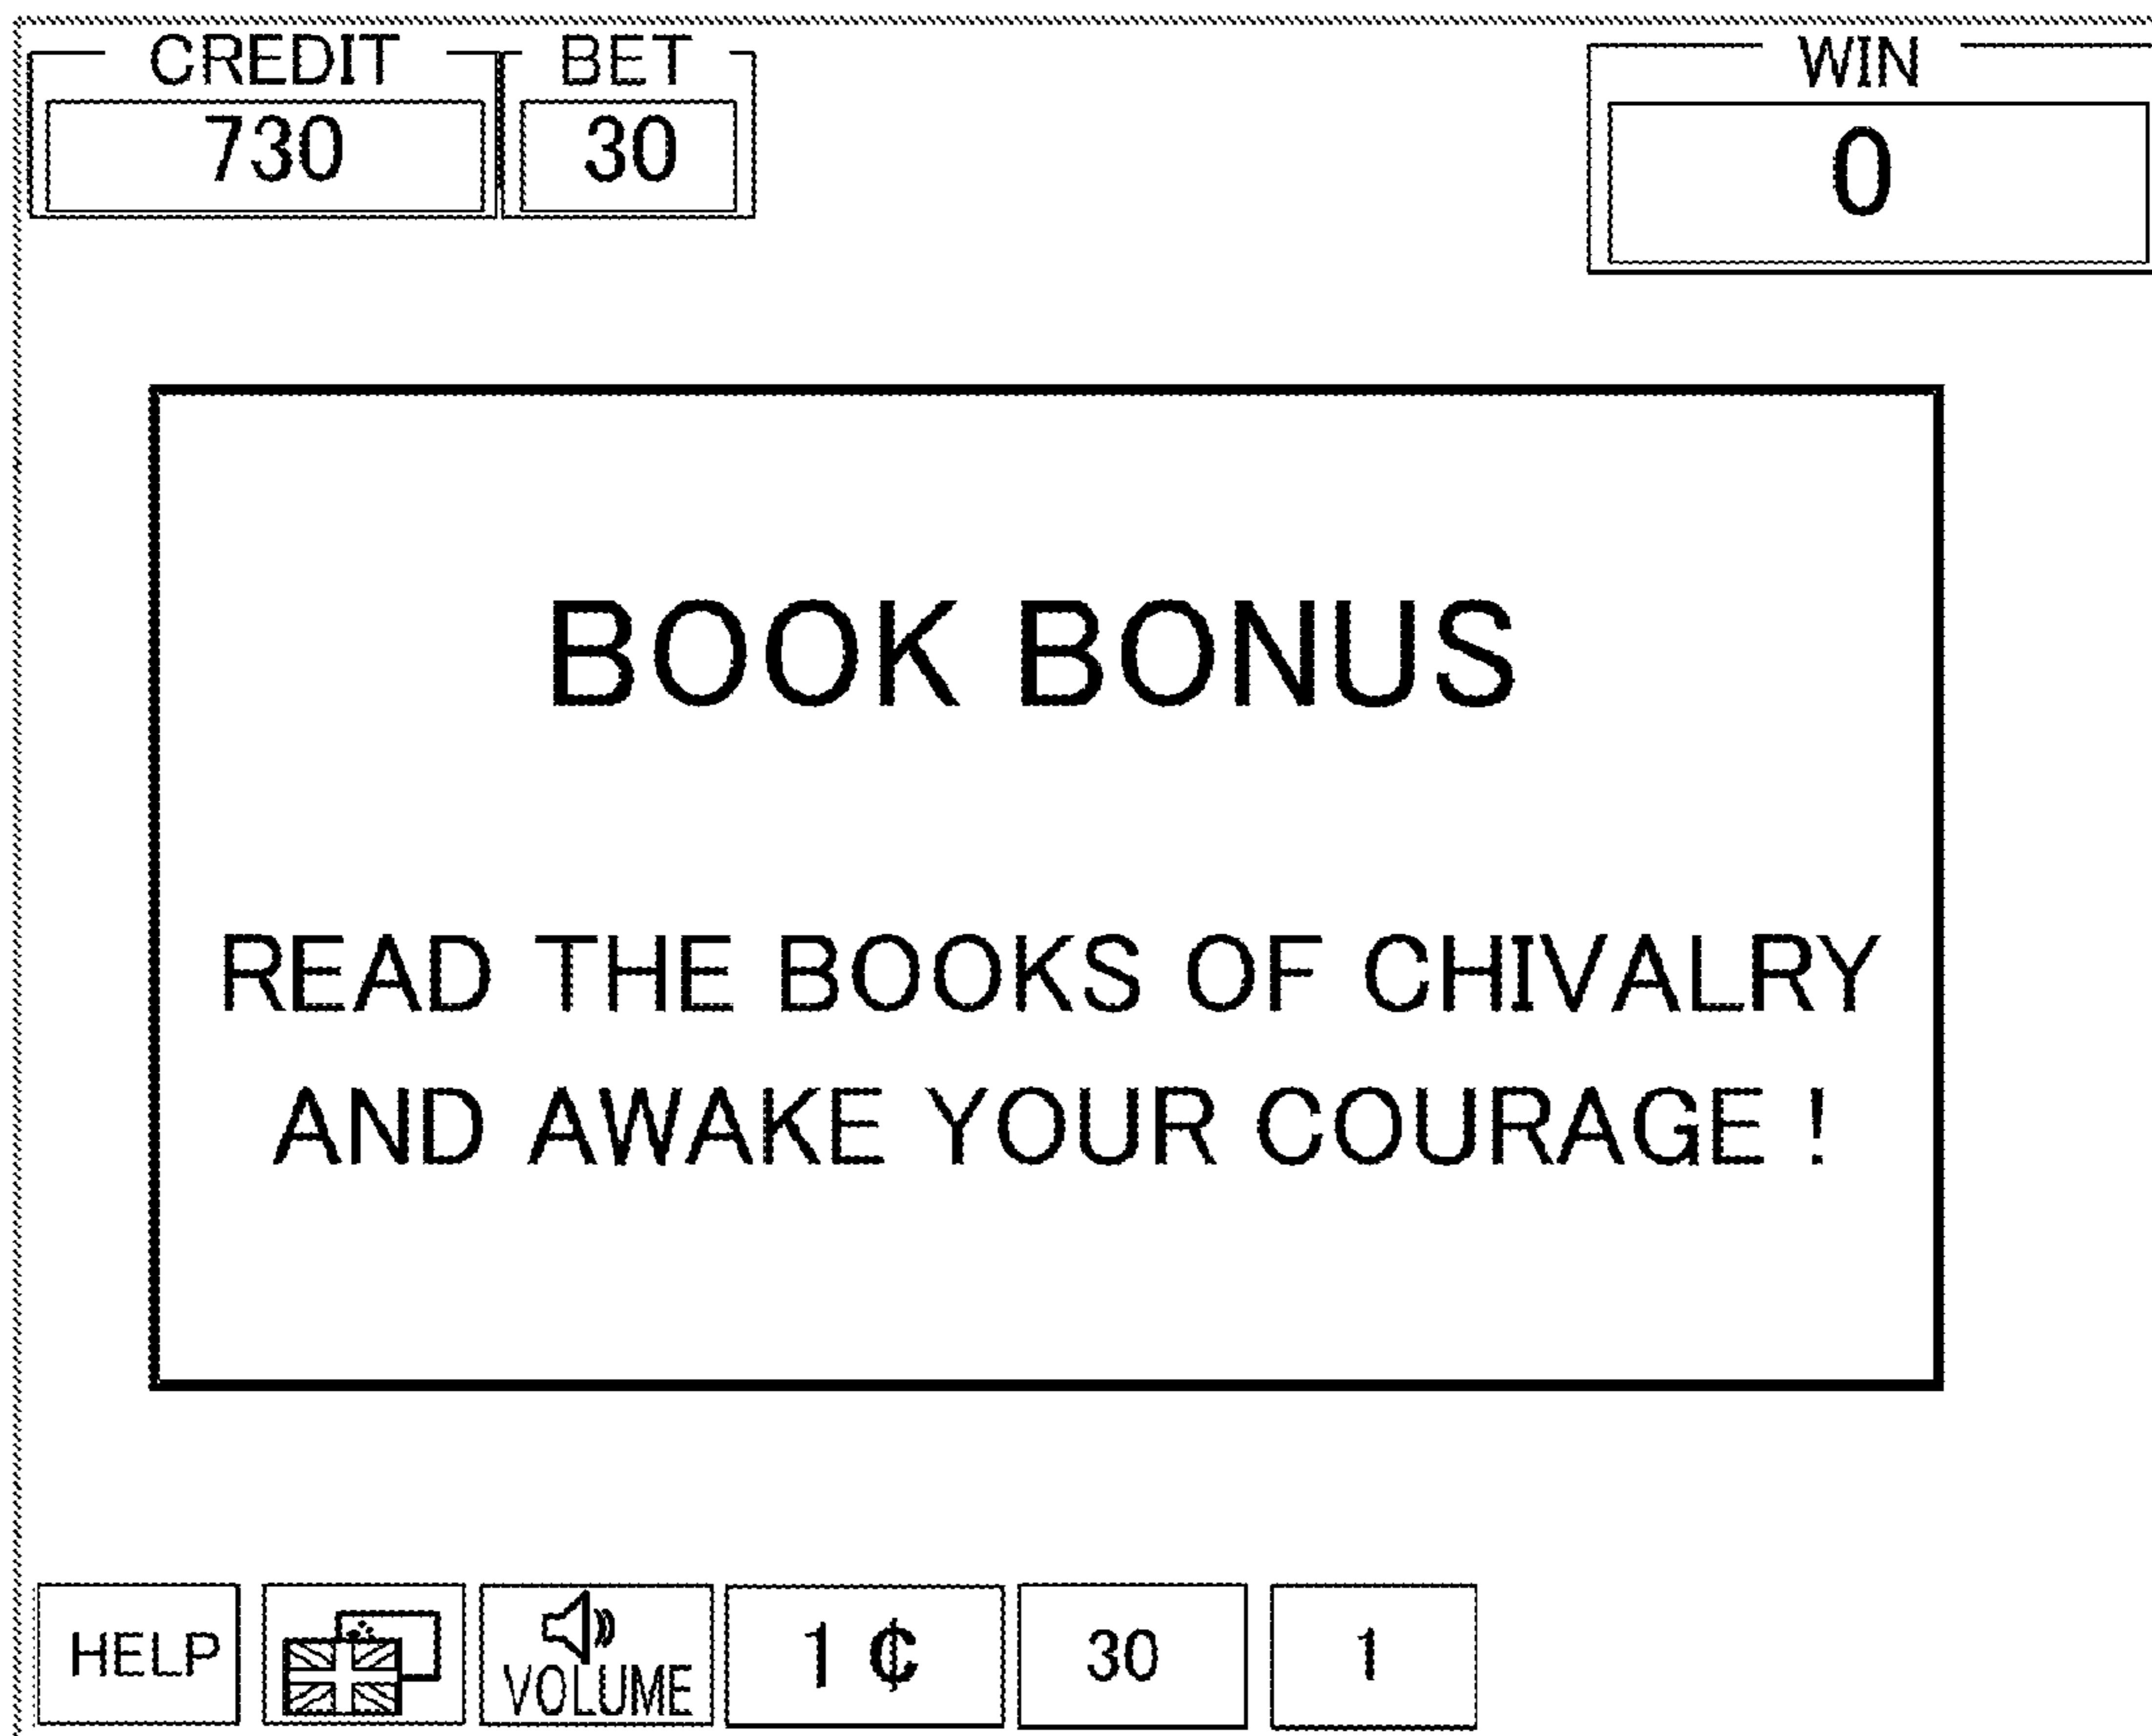 CREDIT BET WIN
730 30 0
BOOK BONUS
READ THE BOOKS OF CHIVALRY
AND AWAKE YOUR COURAGE !
HELP VOLUME 1 ¢ 30 1